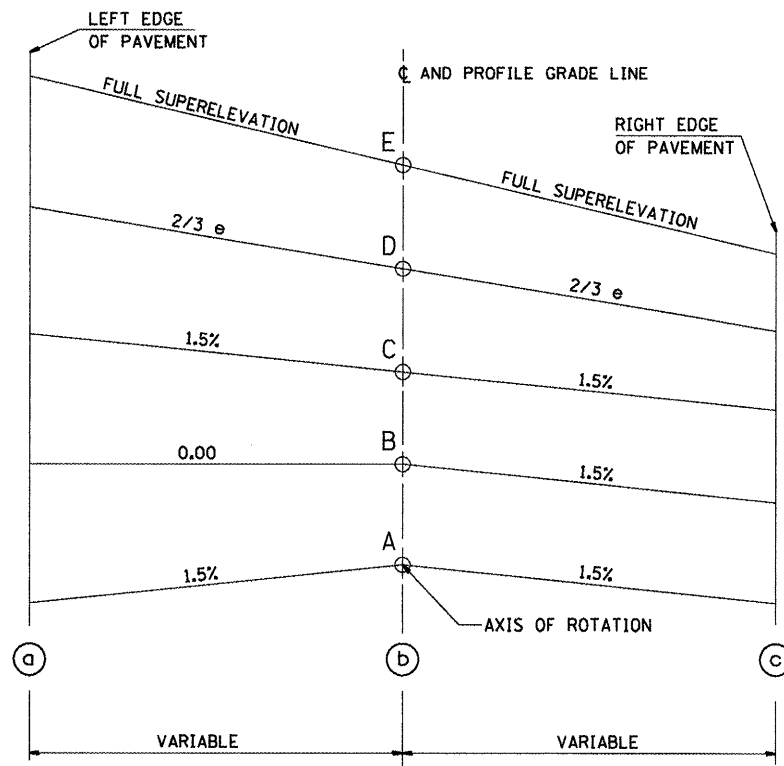 LEFT EDGE
OF PAVEMENT
℄ AND PROFILE GRADE LINE
FULL SUPERELEVATION
RIGHT EDGE
OF PAVEMENT
E
FULL SUPERELEVATION
2/3 e
D
2/3 e
1.5%
C
1.5%
B
0.00
1.5%
A
1.5%
1.5%
AXIS OF ROTATION
a
b
c
VARIABLE
VARIABLE